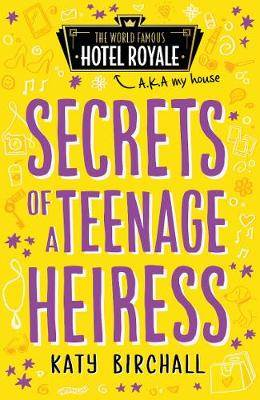 THE WORLD FAMOUS
HOTEL ROYALE
A.K.A my house
SECRETS
OF A TEENAGE
HEIRESS
KATY BIRCHALL